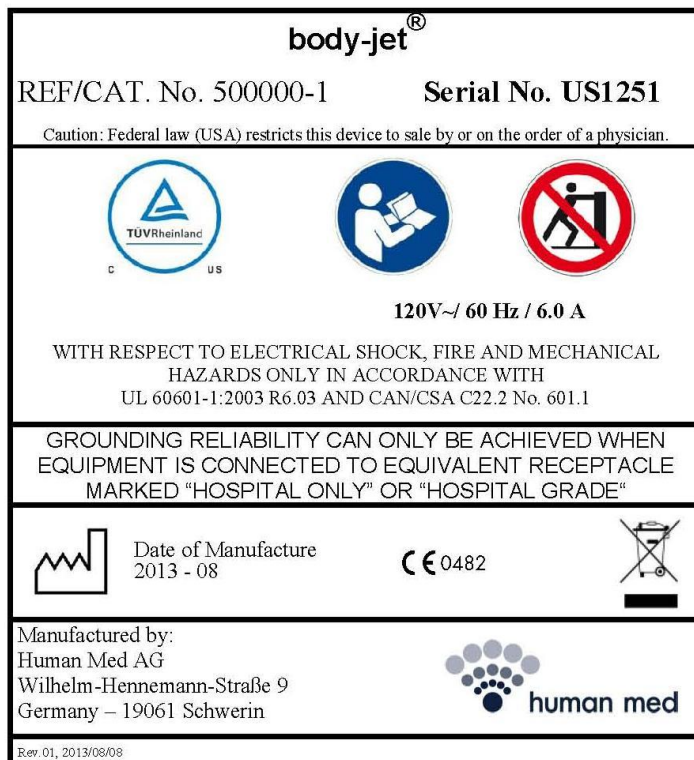 body-jet®
REF/CAT. No. 500000-1 Serial No. US1251
Caution: Federal law (USA) restricts this device to sale by or on the order of a physician.
TÜVRheinland
C US
120V~/ 60 Hz / 6.0 A
WITH RESPECT TO ELECTRICAL SHOCK, FIRE AND MECHANICAL
HAZARDS ONLY IN ACCORDANCE WITH
UL 60601-1:2003 R6.03 AND CAN/CSA C22.2 No. 601.1
GROUNDING RELIABILITY CAN ONLY BE ACHIEVED WHEN
EQUIPMENT IS CONNECTED TO EQUIVALENT RECEPTACLE
MARKED “HOSPITAL ONLY” OR “HOSPITAL GRADE“
Date of Manufacture
2013 - 08
CE 0482
Manufactured by:
Human Med AG
Wilhelm-Hennemann-Straße 9
Germany – 19061 Schwerin
human med
Rev.01, 2013/08/08